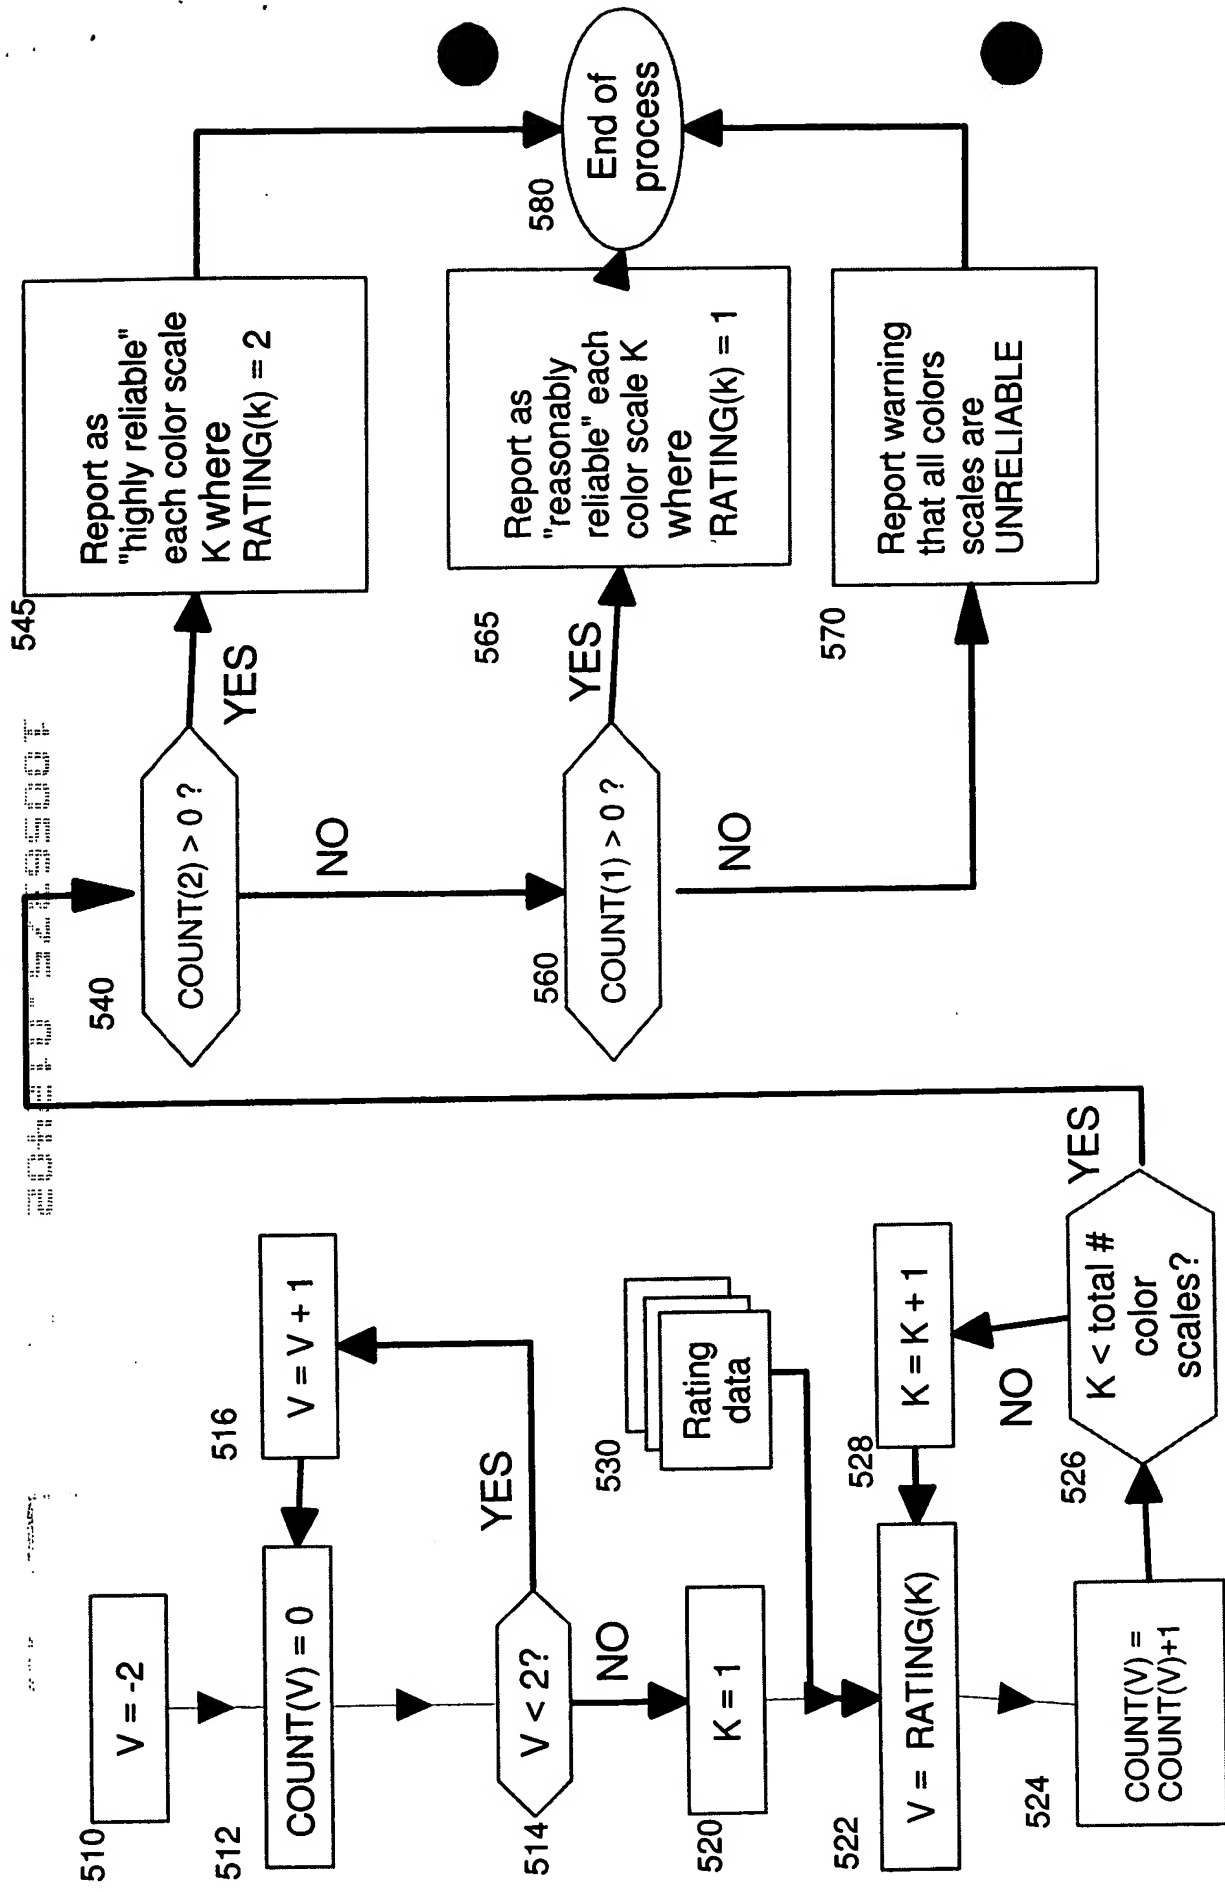 510
V = -2
512
COUNT(V) = 0
516
V = V + 1
514
V < 2?
YES
NO
520
K = 1
530
Rating
data
522
V = RATING(K)
528
K = K + 1
524
COUNT(V) =
COUNT(V)+1
526
K < total #
color
scales?
NO
YES
540
COUNT(2) > 0 ?
YES
NO
545
Report as
"highly reliable"
each color scale
K where
RATING(k) = 2
560
COUNT(1) > 0 ?
YES
NO
565
Report as
"reasonably
reliable" each
color scale K
where
RATING(k) = 1
570
Report warning
that all colors
scales are
UNRELIABLE
580
End of
process